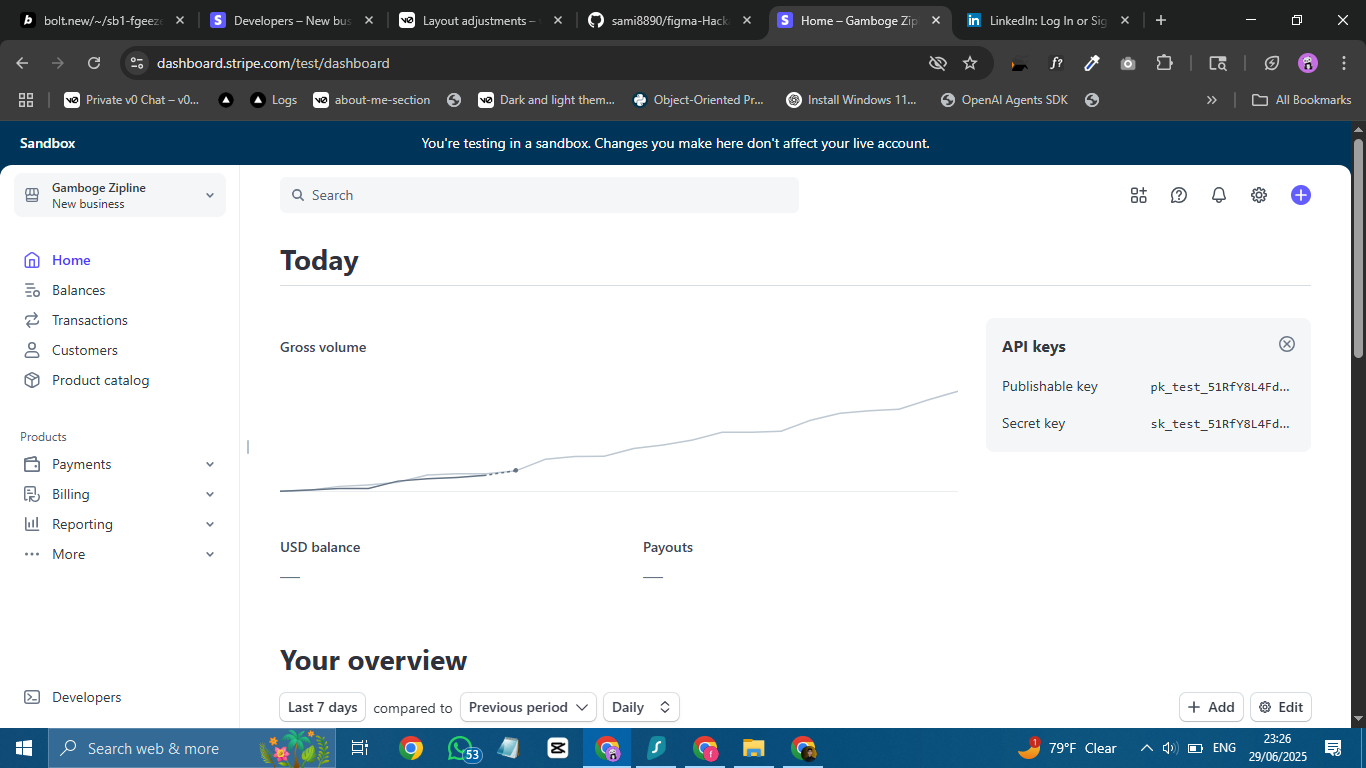 bolt.new/~/sb1-fgeeze
Developers – New bus
Layout adjustments –
sami8890/figma-Hack
Home – Gamboge Zip
LinkedIn: Log In or Sig
dashboard.stripe.com/test/dashboard
Private v0 Chat – v0...
Logs
about-me-section
Dark and light them...
Object-Oriented Pr...
Install Windows 11...
OpenAI Agents SDK
All Bookmarks
Sandbox
You're testing in a sandbox. Changes you make here don't affect your live account.
Gamboge Zipline
New business
Search
Home
Balances
Transactions
Customers
Product catalog
Products
Payments
Billing
Reporting
More
Developers
Today
Gross volume
API keys
Publishable key
pk_test_51RfY8L4Fd...
Secret key
sk_test_51RfY8L4Fd...
USD balance
Payouts
Your overview
Last 7 days
compared to
Previous period
Daily
Add
Edit
Search web & more
53
1
79°F Clear
ENG
23:26
29/06/2025